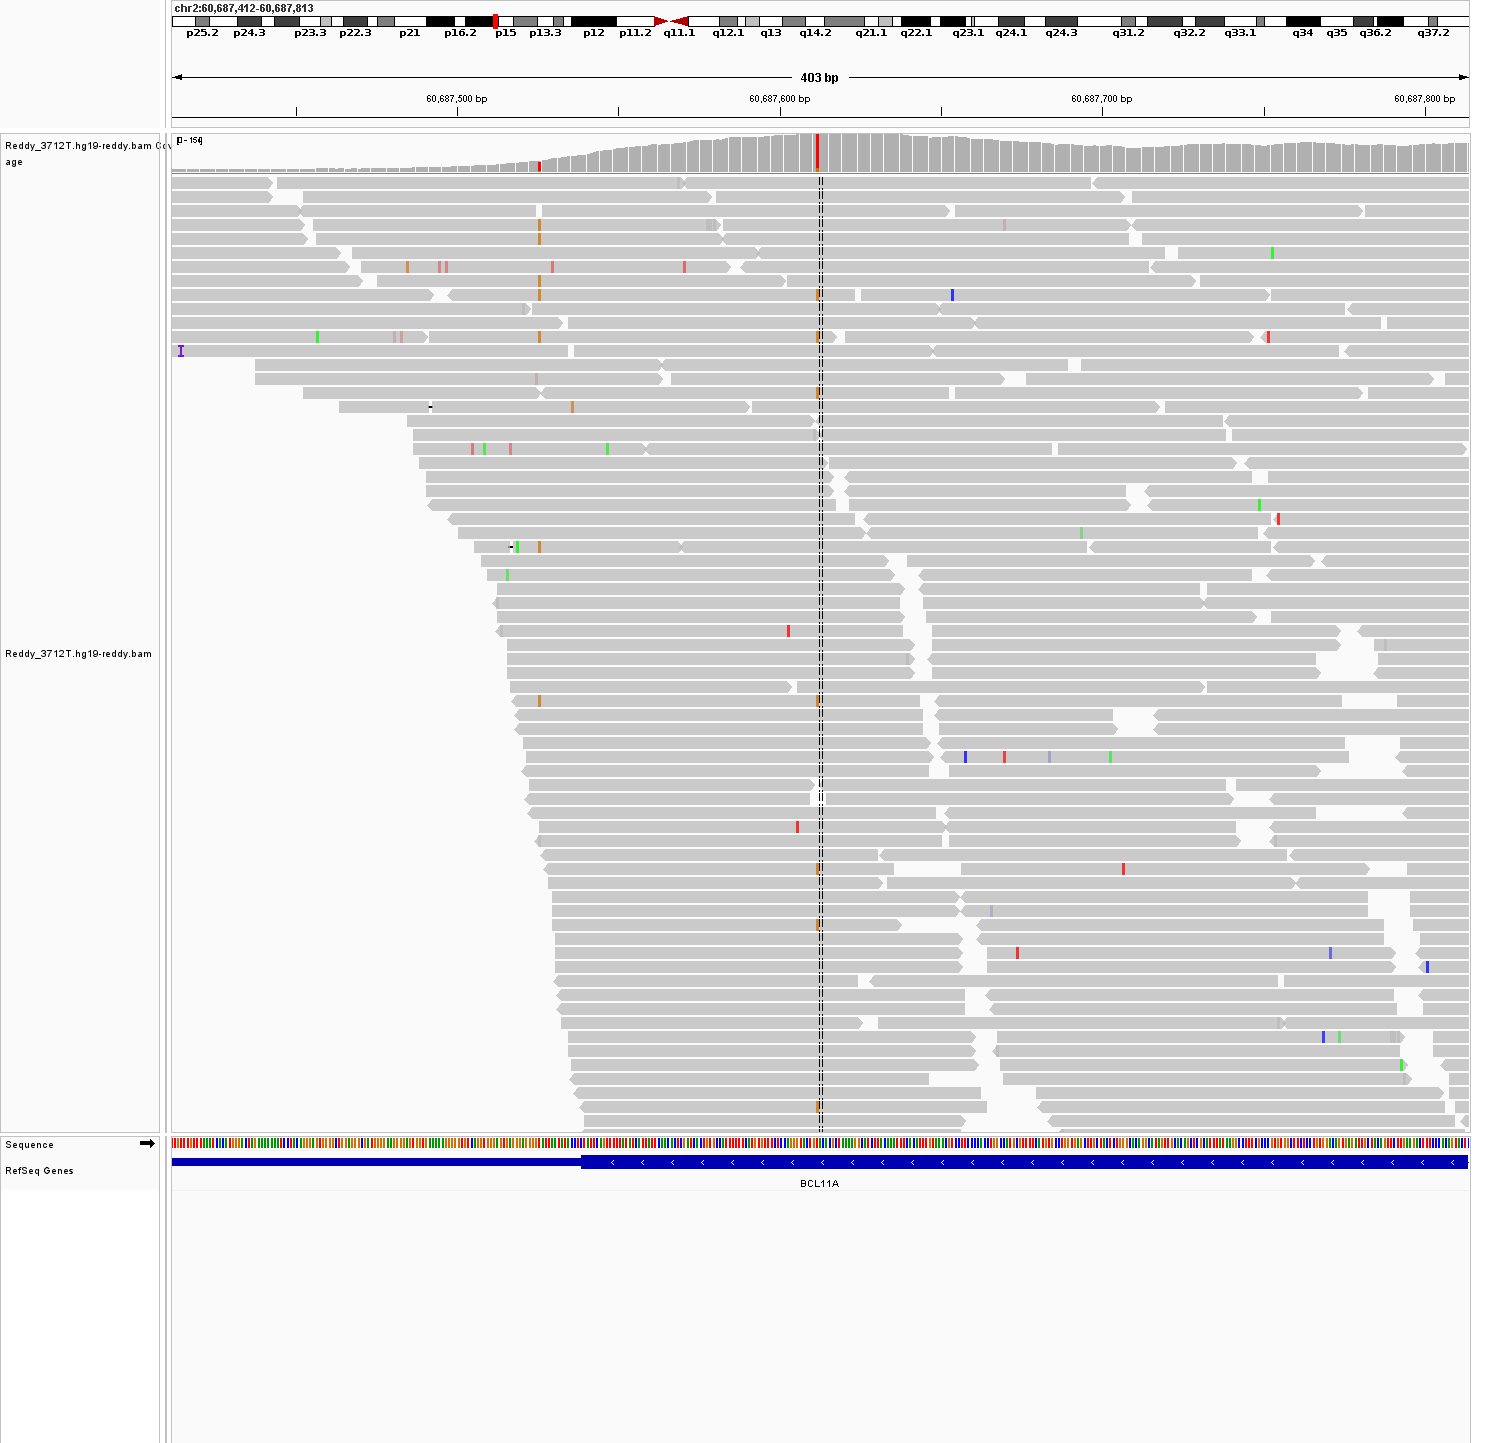 chr2:60,687,412-60,687,813
p25.2 p24.3 p23.3 p22.3 p21 p16.2 p15 p13.3 p12 p11.2 q11.1 q12.1 q13 q14.2 q21.1 q22.1 q23.1 q24.1 q24.3 q31.2 q32.2 q33.1 q34 q35 q36.2 q37.2
403 bp
60,687,500 bp 60,687,600 bp 60,687,700 bp 60,687,800 bp
Reddy_3712T.hg19-reddy.bam Cov
age
[0 - 154]
Reddy_3712T.hg19-reddy.bam
Sequence
RefSeq Genes
BCL11A